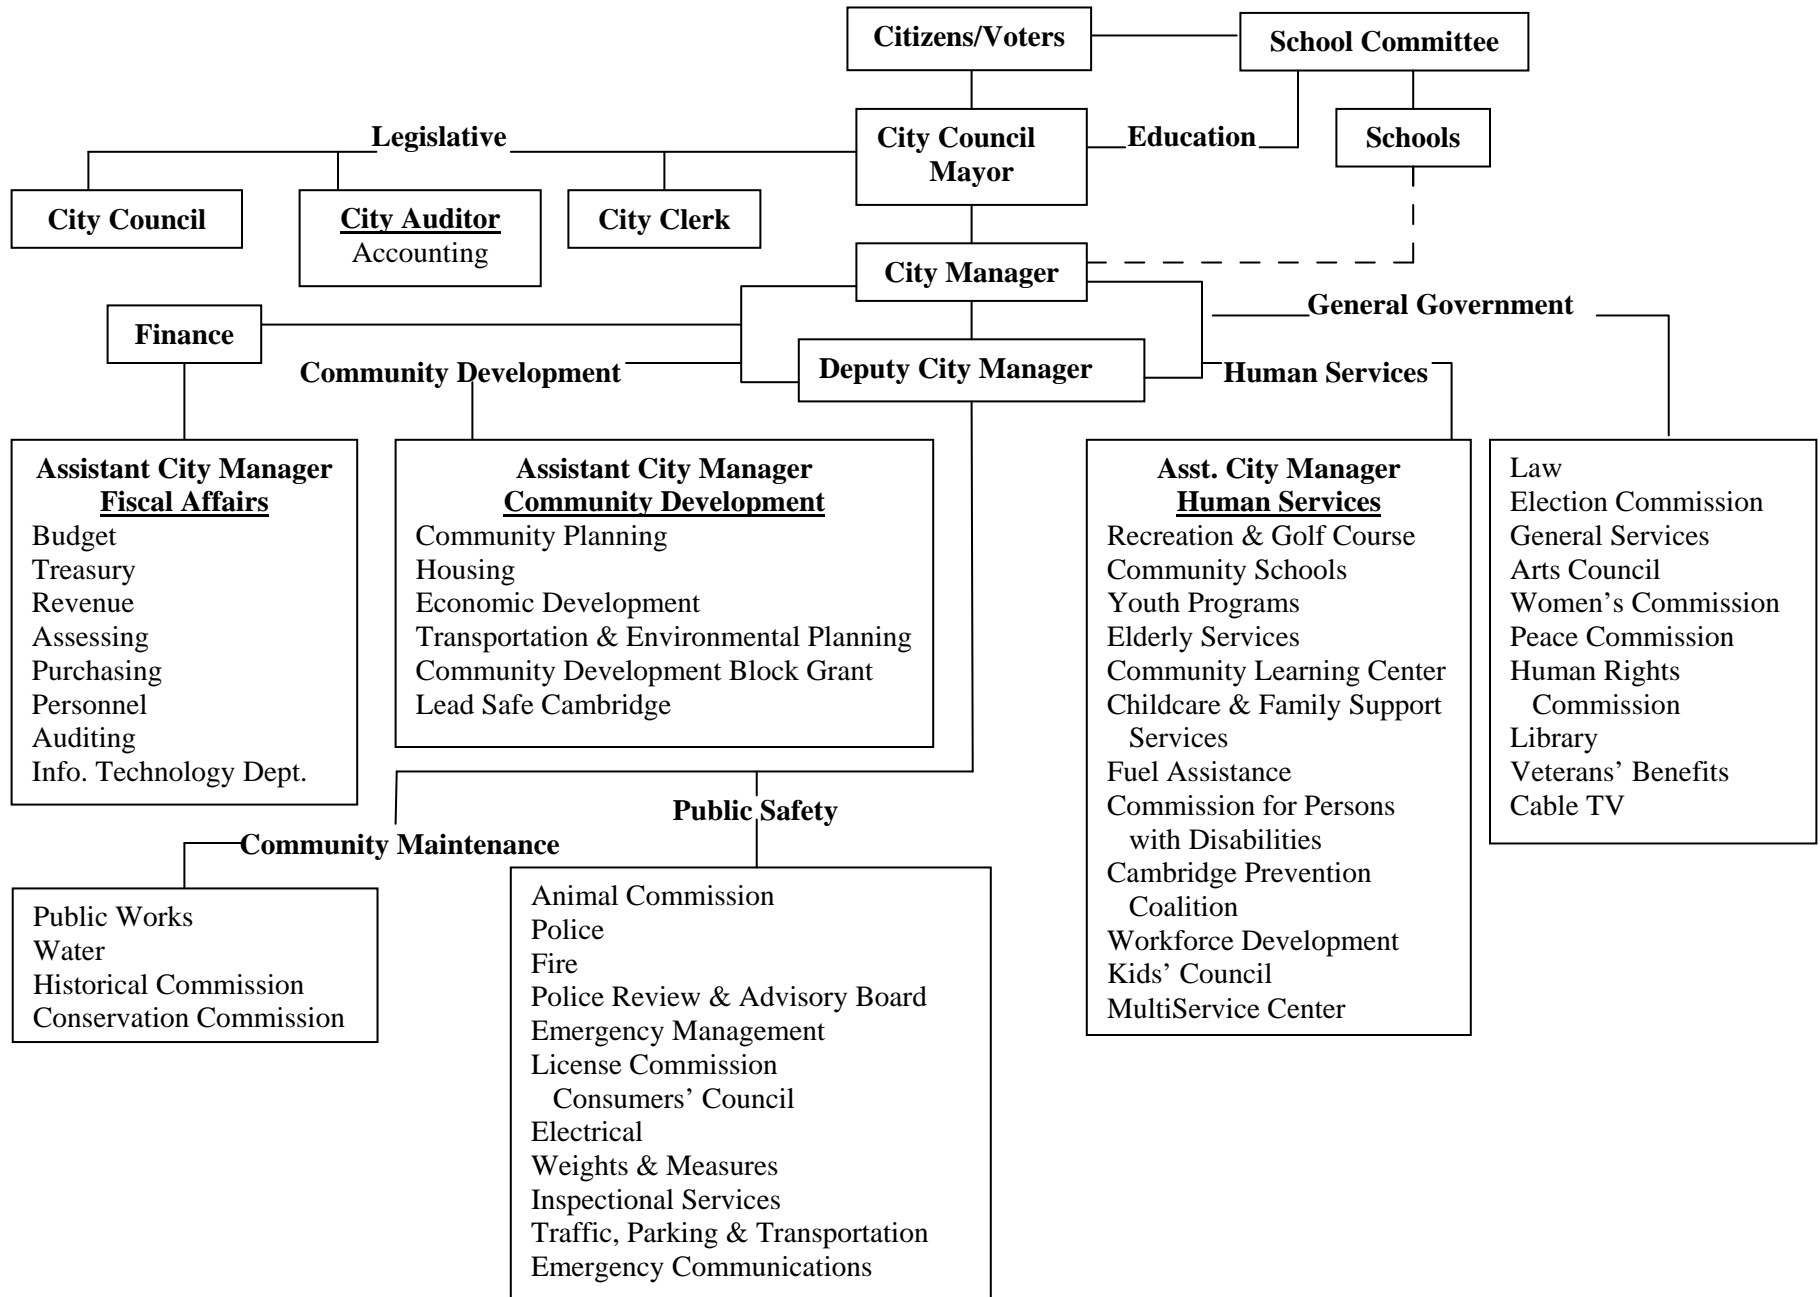 Citizens/Voters
School Committee
Legislative
City Council
Mayor
Education
Schools
City Council
City Auditor
Accounting
City Clerk
City Manager
General Government
Finance
Community Development
Deputy City Manager
Human Services
Assistant City Manager
Fiscal Affairs
Budget
Treasury
Revenue
Assessing
Purchasing
Personnel
Auditing
Info. Technology Dept.
Assistant City Manager
Community Development
Community Planning
Housing
Economic Development
Transportation & Environmental Planning
Community Development Block Grant
Lead Safe Cambridge
Asst. City Manager
Human Services
Recreation & Golf Course
Community Schools
Youth Programs
Elderly Services
Community Learning Center
Childcare & Family Support
Services
Fuel Assistance
Commission for Persons
with Disabilities
Cambridge Prevention
Coalition
Workforce Development
Kids’ Council
MultiService Center
Law
Election Commission
General Services
Arts Council
Women’s Commission
Peace Commission
Human Rights
Commission
Library
Veterans’ Benefits
Cable TV
Public Safety
Community Maintenance
Public Works
Water
Historical Commission
Conservation Commission
Animal Commission
Police
Fire
Police Review & Advisory Board
Emergency Management
License Commission
Consumers’ Council
Electrical
Weights & Measures
Inspectional Services
Traffic, Parking & Transportation
Emergency Communications